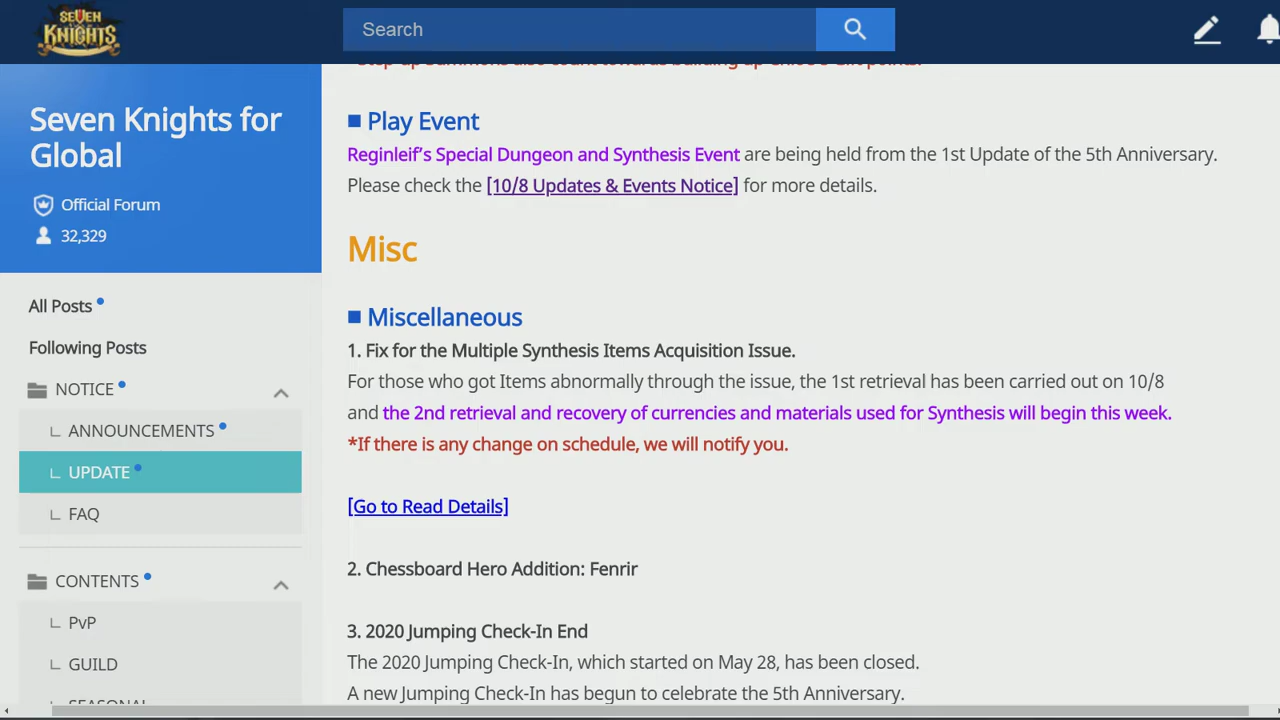 SEVEN
KNIGHTS
Search
Seven Knights for
Global
Official Forum
32,329
All Posts
Following Posts
NOTICE
ANNOUNCEMENTS
UPDATE
FAQ
CONTENTS
PvP
GUILD
SEASONAL
■ Play Event
Reginleif's Special Dungeon and Synthesis Event are being held from the 1st Update of the 5th Anniversary.
Please check the [10/8 Updates & Events Notice] for more details.
Misc
■ Miscellaneous
1. Fix for the Multiple Synthesis Items Acquisition Issue.
For those who got Items abnormally through the issue, the 1st retrieval has been carried out on 10/8
and the 2nd retrieval and recovery of currencies and materials used for Synthesis will begin this week.
*If there is any change on schedule, we will notify you.
[Go to Read Details]
2. Chessboard Hero Addition: Fenrir
3. 2020 Jumping Check-In End
The 2020 Jumping Check-In, which started on May 28, has been closed.
A new Jumping Check-In has begun to celebrate the 5th Anniversary.